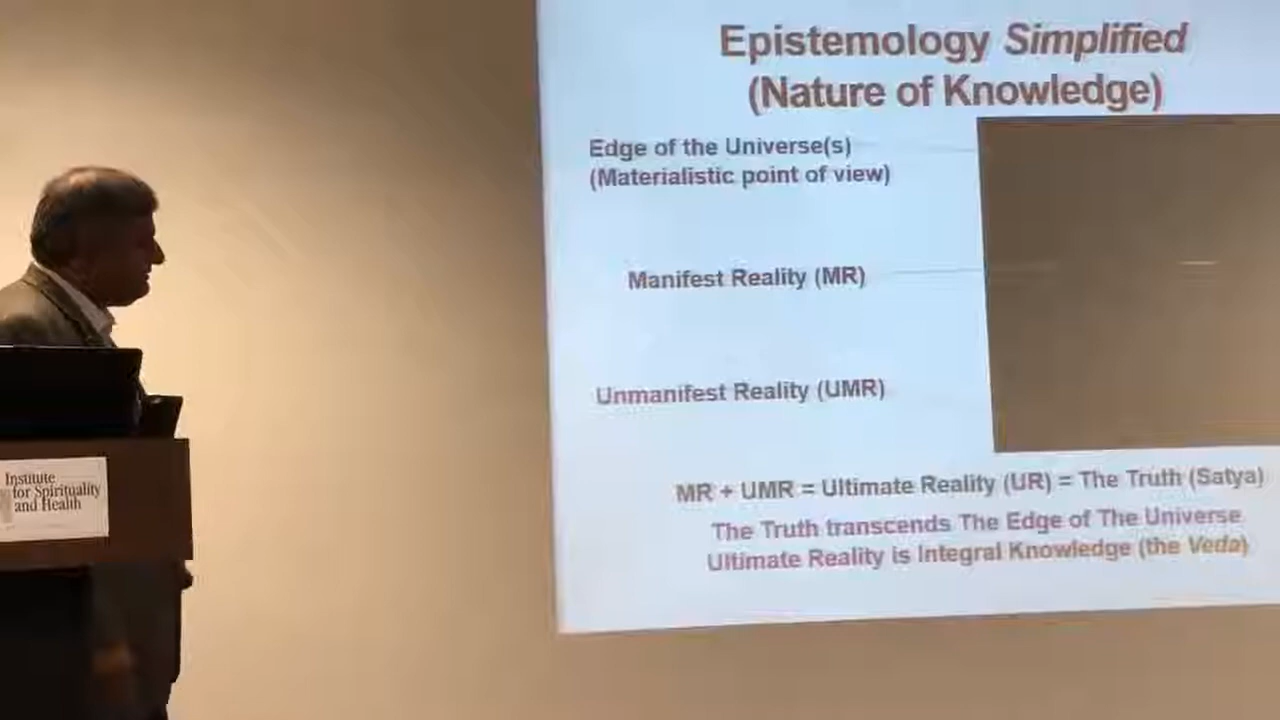 Epistemology Simplified
(Nature of Knowledge)
Edge of the Universe(s)
(Materialistic point of view)
Manifest Reality (MR)
Unmanifest Reality (UMR)
MR + UMR = Ultimate Reality (UR) = The Truth (Satya)
The Truth transcends The Edge of The Universe
Ultimate Reality is Integral Knowledge (the Veda)
Institute
for Spirituality
and Health